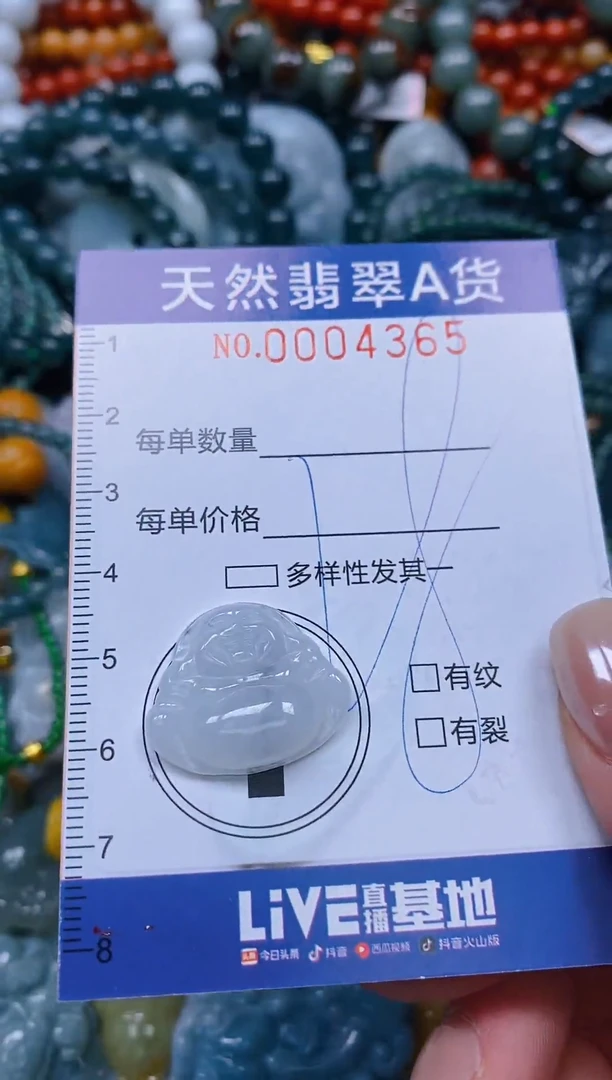 天然翡翠A货
NO.0004365
每单数量
每单价格
多样性发其一
有纹
有裂
1
2
3
4
5
6
7
8
LiVE直播基地
头条 今日头条 抖音 西瓜视频 抖音火山版